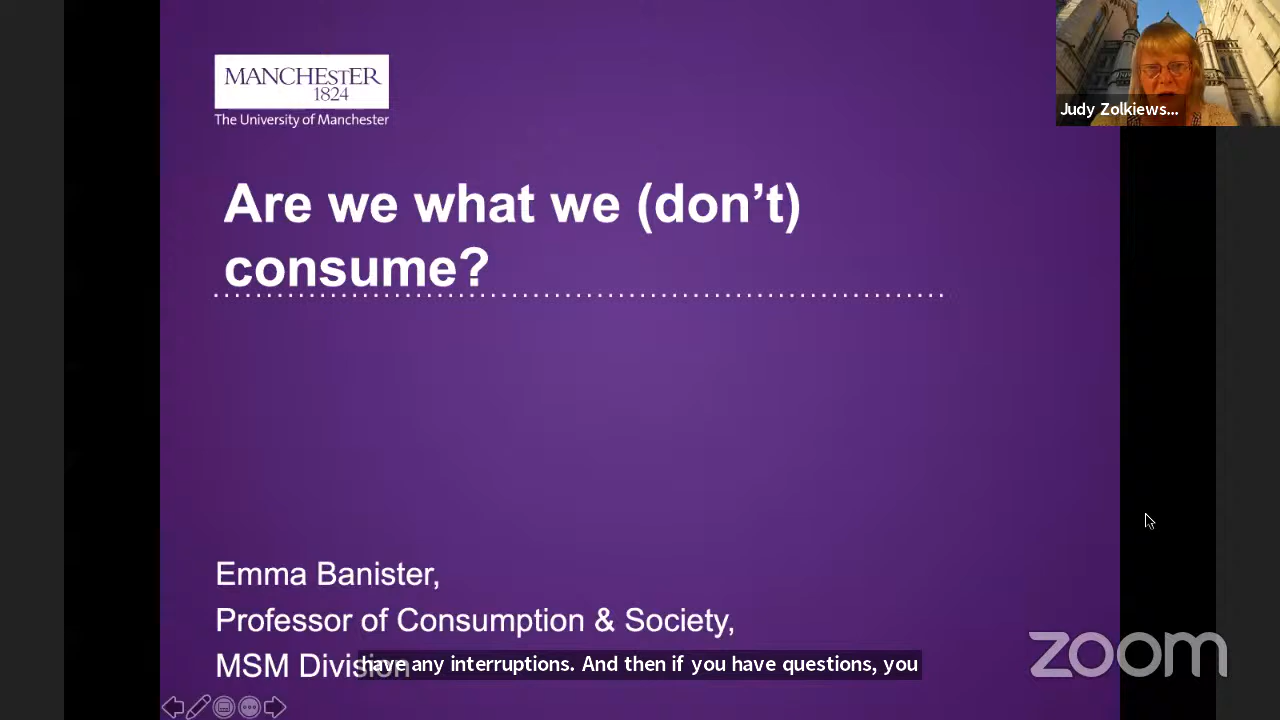 MANCHESTER
1824
The University of Manchester
Judy Zolkiews...
Are we what we (don't)
consume?
Emma Banister,
Professor of Consumption & Society,
MSM Division
have any interruptions. And then if you have questions, you
zoom